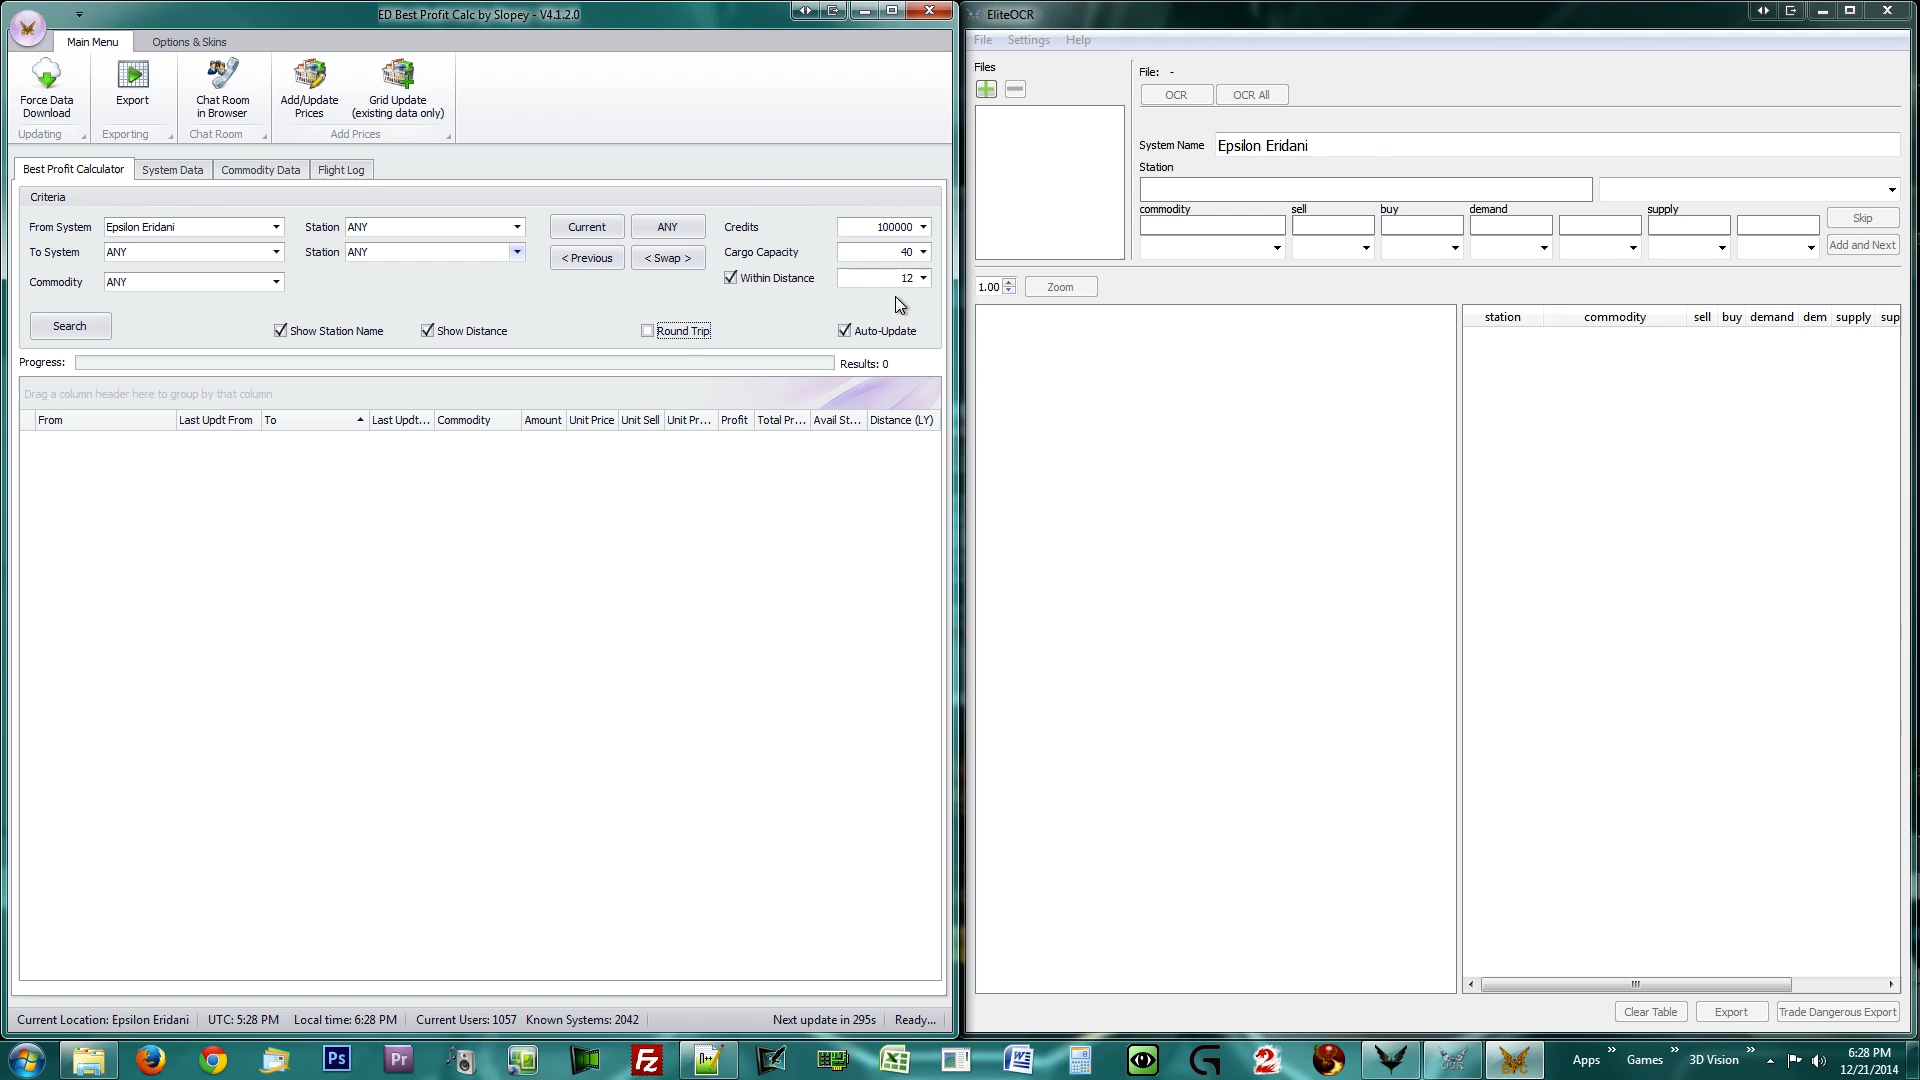 ED Best Profit Calc by Slopey - V4.1.2.0
Main Menu
Options & Skins
Force Data
Download
Export
Chat Room
in Browser
Add/Update
Prices
Grid Update
(existing data only)
Updating
Exporting
Chat Room
Add Prices
Best Profit Calculator
System Data
Commodity Data
Flight Log
Criteria
From System
Epsilon Eridani
Station
ANY
Current
ANY
Credits
100000
To System
ANY
Station
ANY
< Previous
< Swap >
Cargo Capacity
40
Commodity
ANY
Within Distance
12
Search
Show Station Name
Show Distance
Round Trip
Auto-Update
Progress:
Results: 0
Drag a column header here to group by that column
From
Last Updt From
To
Last Updt...
Commodity
Amount
Unit Price
Unit Sell
Unit Pr...
Profit
Total Pr...
Avail St...
Distance (LY)
Current Location: Epsilon Eridani
UTC: 5:28 PM
Local time: 6:28 PM
Current Users: 1057
Known Systems: 2042
Next update in 295s
Ready...
EliteOCR
File
Settings
Help
Files
File: -
OCR
OCR All
System Name
Epsilon Eridani
Station
commodity
sell
buy
demand
supply
Skip
Add and Next
1.00
Zoom
station
commodity
sell
buy
demand
dem
supply
sup
Clear Table
Export
Trade Dangerous Export
Ps
Pr
FZ
n++
2
OCR
BPC
Apps
»
Games
»
3D Vision
»
6:28 PM
12/21/2014